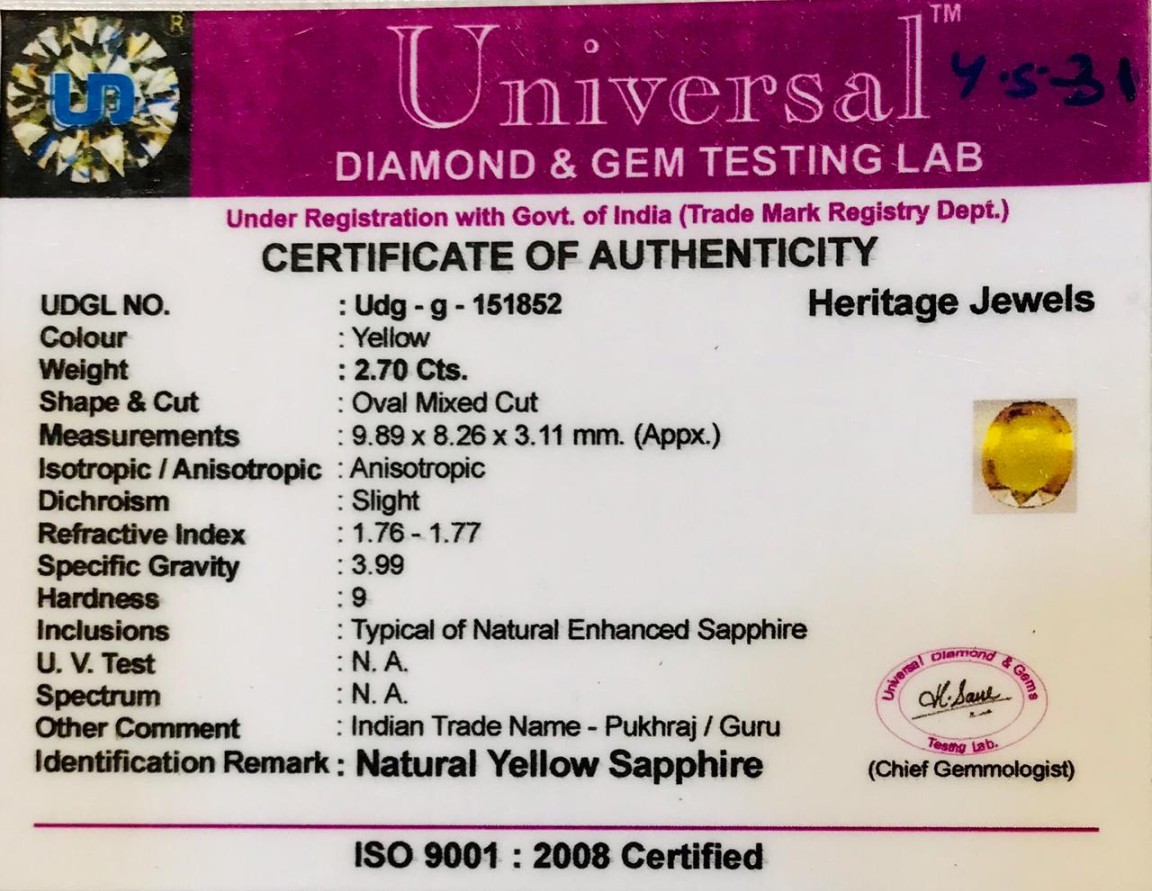 R
UD
Universal™
4.5.31
DIAMOND & GEM TESTING LAB
Under Registration with Govt. of India (Trade Mark Registry Dept.)
CERTIFICATE OF AUTHENTICITY
Heritage Jewels
UDGL NO. : Udg - g - 151852
Colour : Yellow
Weight : 2.70 Cts.
Shape & Cut : Oval Mixed Cut
Measurements : 9.89 x 8.26 x 3.11 mm. (Appx.)
Isotropic / Anisotropic : Anisotropic
Dichroism : Slight
Refractive Index : 1.76 - 1.77
Specific Gravity : 3.99
Hardness : 9
Inclusions : Typical of Natural Enhanced Sapphire
U. V. Test : N. A.
Spectrum : N. A.
Other Comment : Indian Trade Name - Pukhraj / Guru
Identification Remark : Natural Yellow Sapphire
Universal Diamond & Gems
Testing Lab.
(Chief Gemmologist)
ISO 9001 : 2008 Certified